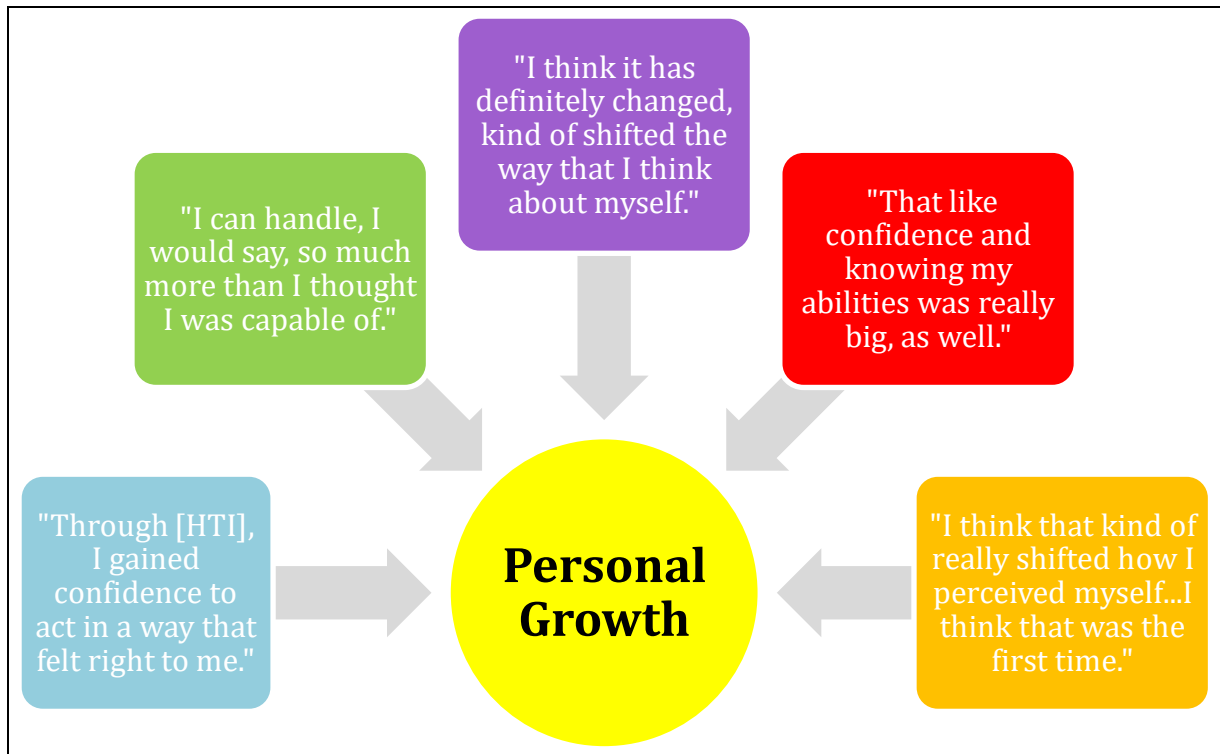 "I think it has
definitely changed,
kind of shifted the
way that I think
about myself."
"I can handle, I
would say, so much
more than I thought
I was capable of."
"That like
confidence and
knowing my
abilities was really
big, as well."
"Through [HTI],
I gained
confidence to
act in a way that
felt right to me."
Personal
Growth
"I think that kind of
really shifted how I
perceived myself...I
think that was the
first time."